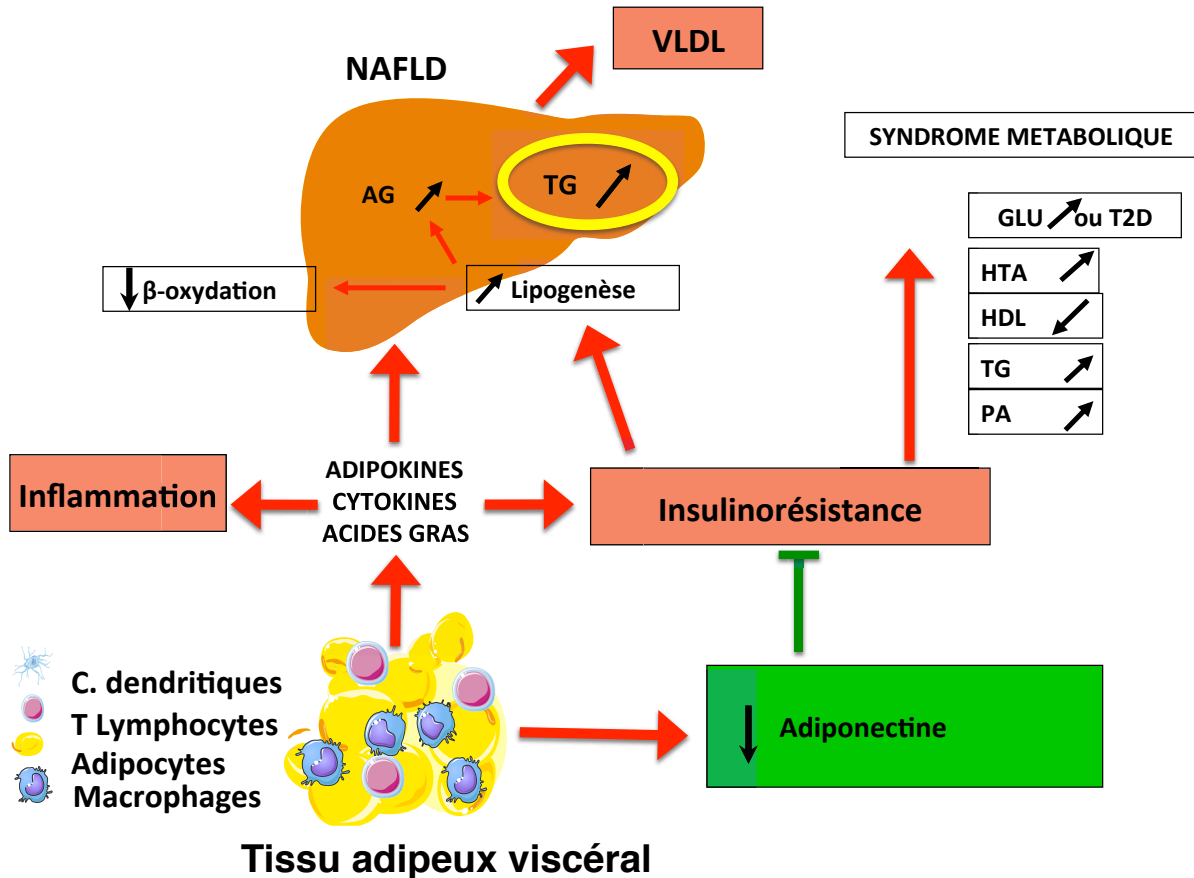 VLDL
NAFLD
SYNDROME METABOLIQUE
AG
TG
GLU ou T2D
HTA
HDL
TG
PA
β-oxydation
Lipogenèse
Inflammation
ADIPOKINES
CYTOKINES
ACIDES GRAS
Insulinorésistance
C. dendritiques
T Lymphocytes
Adipocytes
Macrophages
Adiponectine
Tissu adipeux viscéral